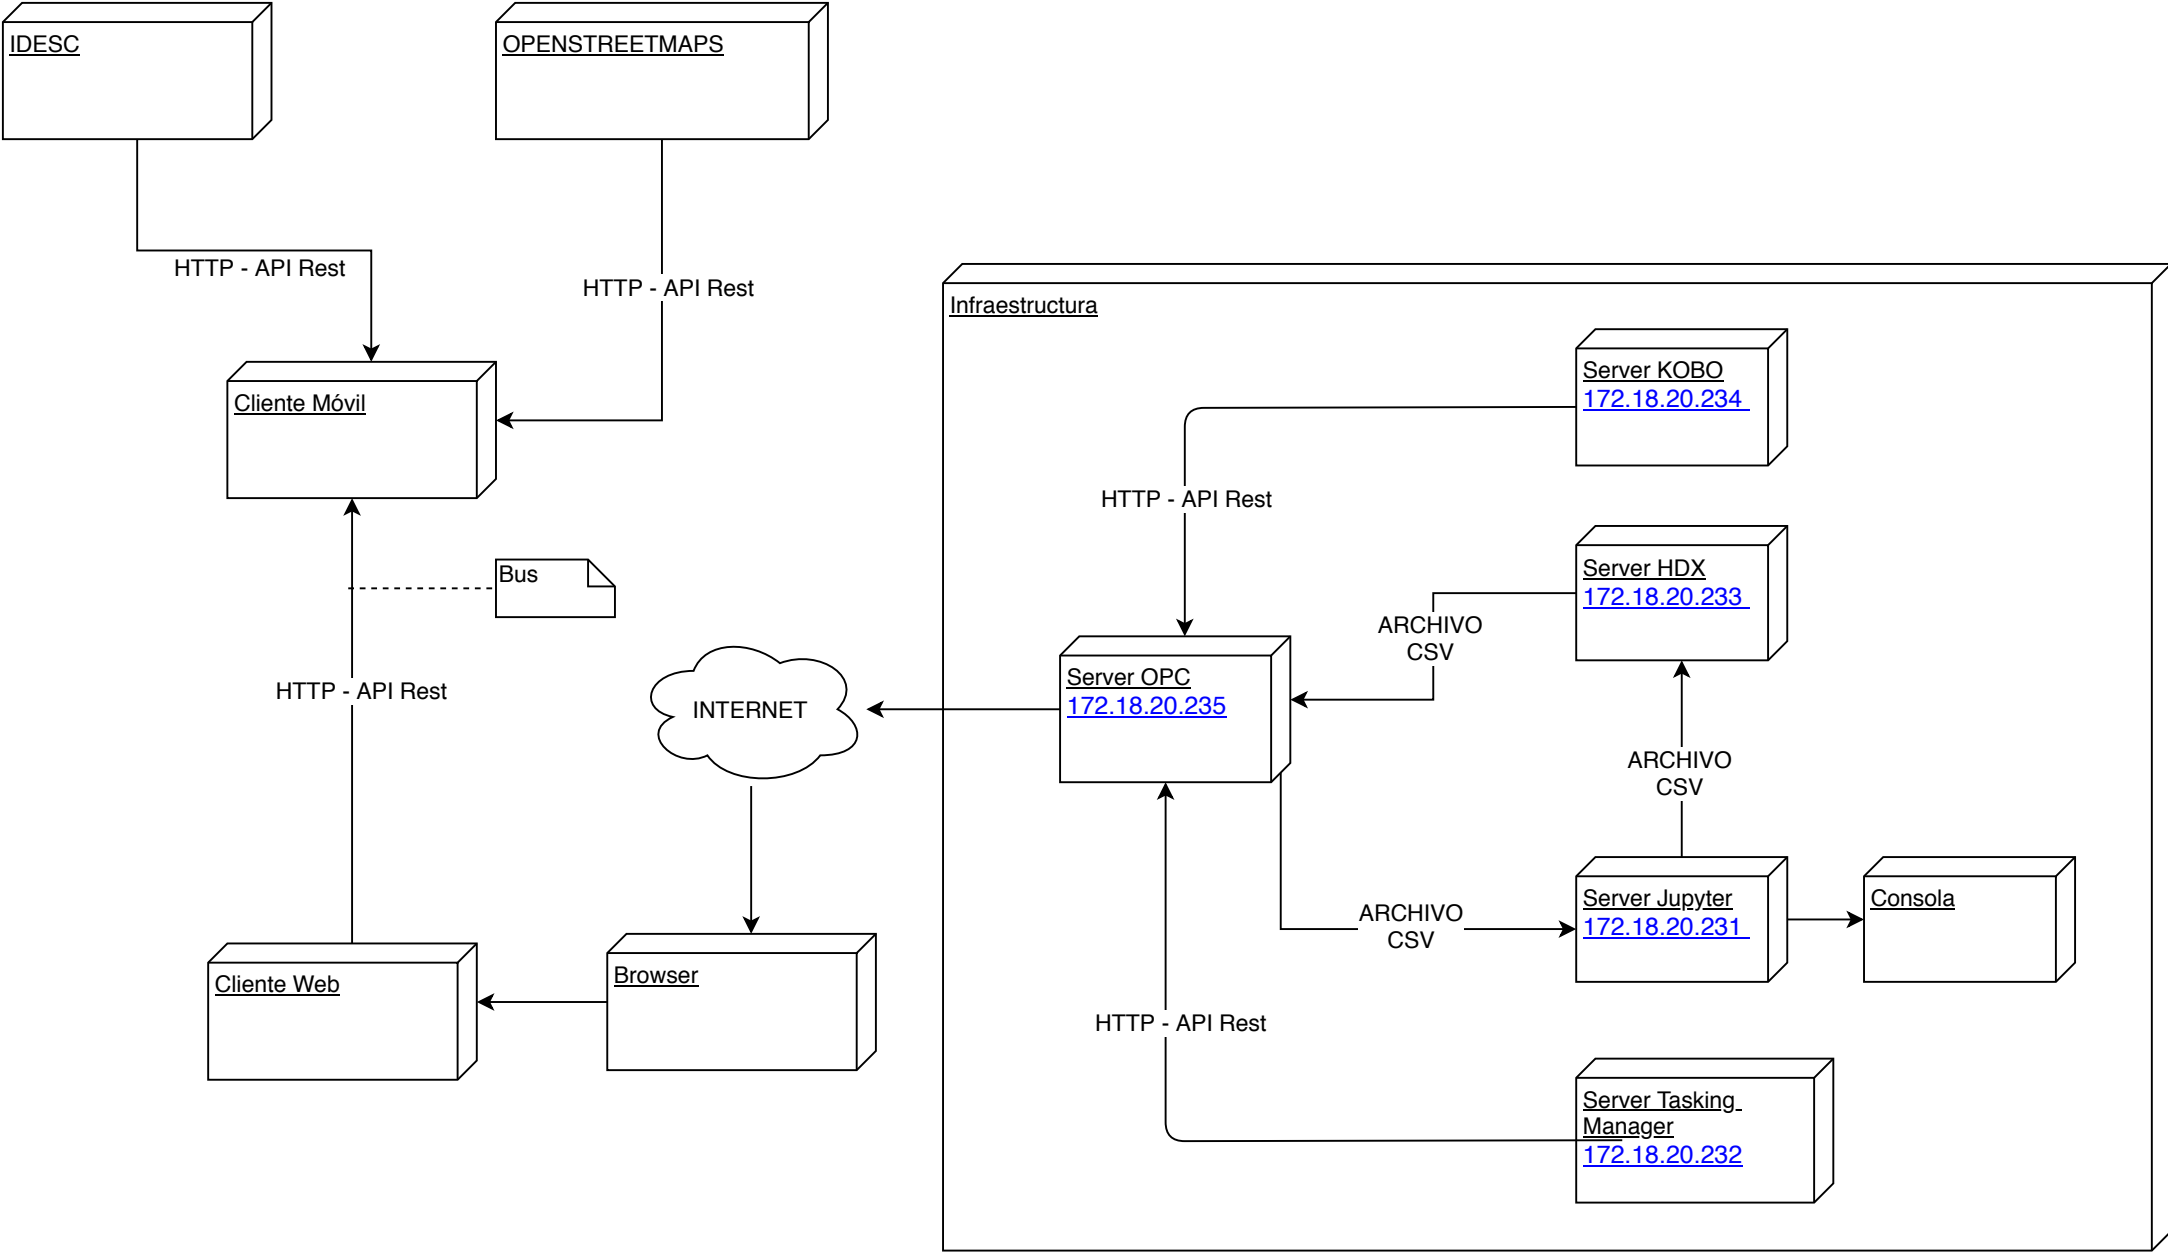 IDESC
OPENSTREETMAPS
HTTP - API Rest
HTTP - API Rest
Cliente Móvil
Bus
HTTP - API Rest
INTERNET
Cliente Web
Browser
Infraestructura
Server KOBO
172.18.20.234
HTTP - API Rest
Server HDX
172.18.20.233
ARCHIVO
CSV
Server OPC
172.18.20.235
ARCHIVO
CSV
ARCHIVO
CSV
Server Jupyter
172.18.20.231
Consola
HTTP - API Rest
Server Tasking
Manager
172.18.20.232